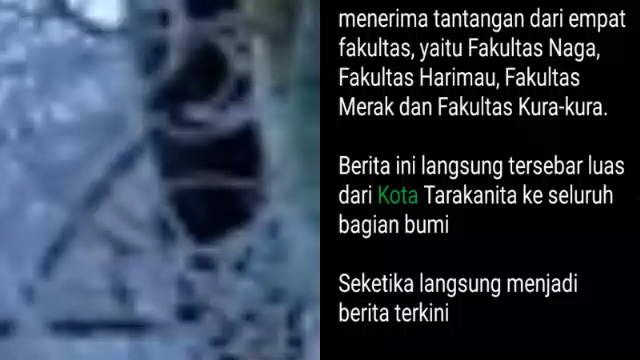 menerima tantangan dari empat
fakultas, yaitu Fakultas Naga,
Fakultas Harimau, Fakultas
Merak dan Fakultas Kura-kura.
Berita ini langsung tersebar luas
dari Kota Tarakanita ke seluruh
bagian bumi
Seketika langsung menjadi
berita terkini